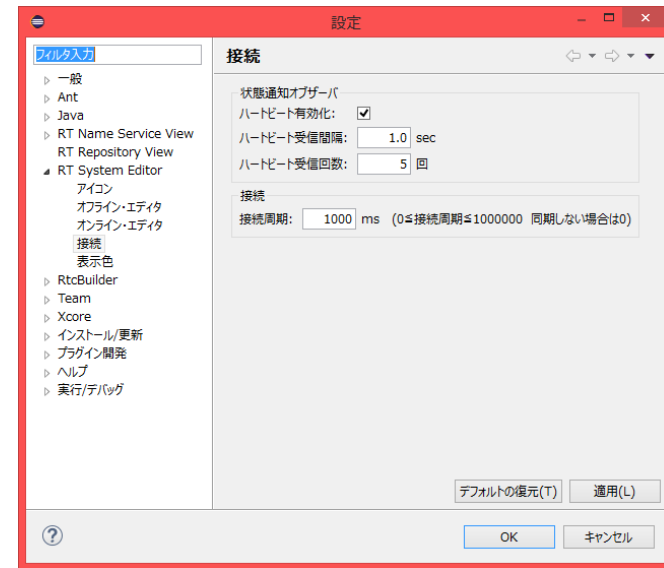 設定
フィルタ入力
一般
Ant
Java
RT Name Service View
RT Repository View
RT System Editor
アイコン
オフライン・エディタ
オンライン・エディタ
接続
表示色
RtcBuilder
Team
Xcore
インストール/更新
プラグイン開発
ヘルプ
実行/デバッグ
接続
状態通知オブザーバ
ハートビート有効化:
ハートビート受信間隔: 1.0 sec
ハートビート受信回数: 5 回
接続
接続周期: 1000 ms (0≦接続周期≦1000000 同期しない場合は0)
デフォルトの復元(T) 適用(L)
OK キャンセル